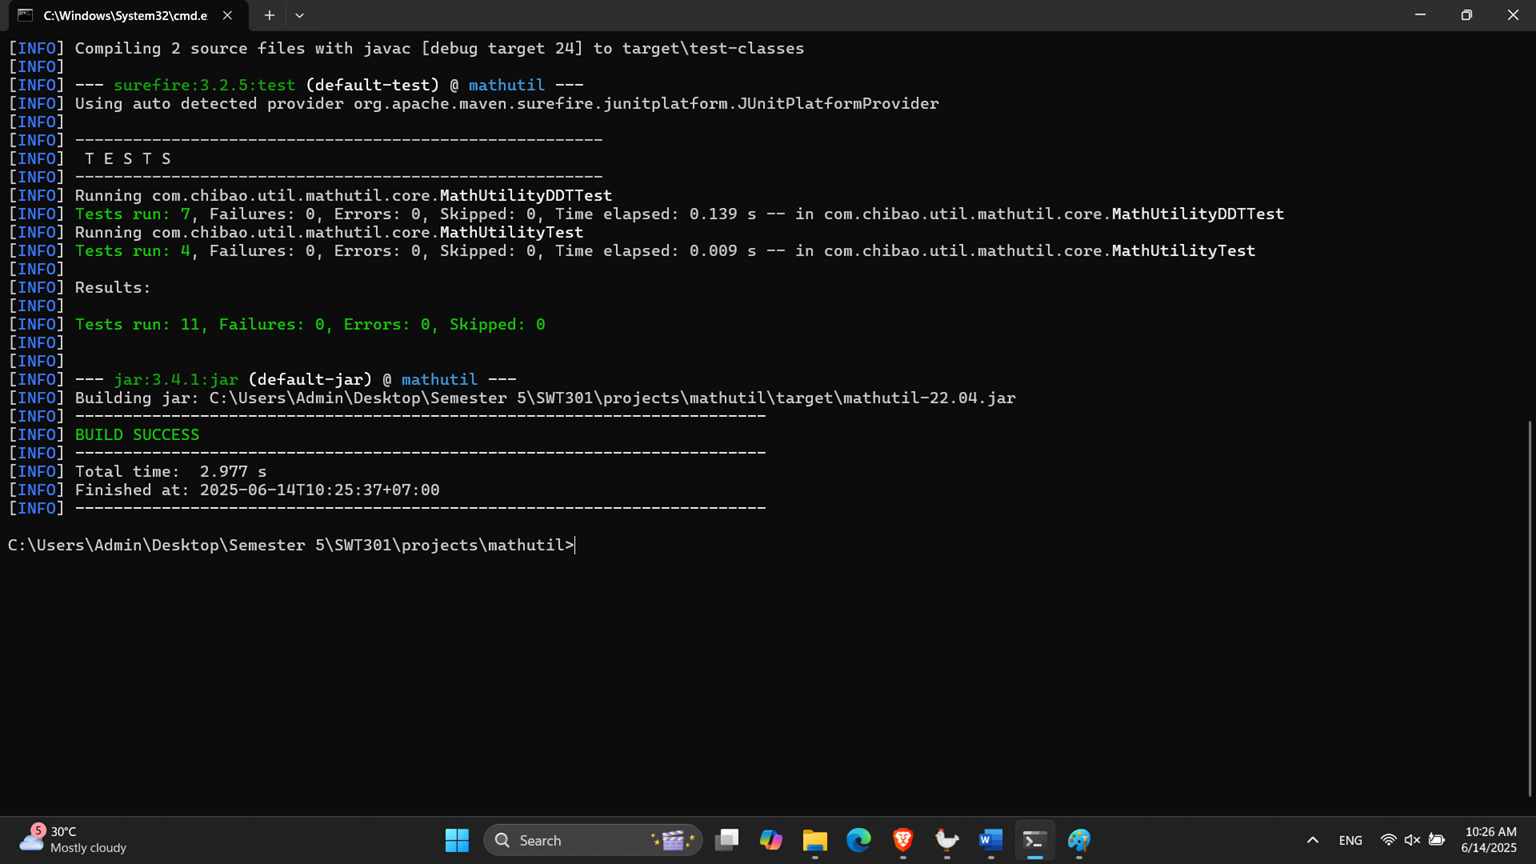 C:\Windows\System32\cmd.e
[INFO] Compiling 2 source files with javac [debug target 24] to target\test-classes
[INFO]
[INFO] --- surefire:3.2.5:test (default-test) @ mathutil ---
[INFO] Using auto detected provider org.apache.maven.surefire.junitplatform.JUnitPlatformProvider
[INFO]
[INFO] -------------------------------------------------------
[INFO]  T E S T S
[INFO] -------------------------------------------------------
[INFO] Running com.chibao.util.mathutil.core.MathUtilityDDTTest
[INFO] Tests run: 7, Failures: 0, Errors: 0, Skipped: 0, Time elapsed: 0.139 s -- in com.chibao.util.mathutil.core.MathUtilityDDTTest
[INFO] Running com.chibao.util.mathutil.core.MathUtilityTest
[INFO] Tests run: 4, Failures: 0, Errors: 0, Skipped: 0, Time elapsed: 0.009 s -- in com.chibao.util.mathutil.core.MathUtilityTest
[INFO]
[INFO] Results:
[INFO]
[INFO] Tests run: 11, Failures: 0, Errors: 0, Skipped: 0
[INFO]
[INFO]
[INFO] --- jar:3.4.1:jar (default-jar) @ mathutil ---
[INFO] Building jar: C:\Users\Admin\Desktop\Semester 5\SWT301\projects\mathutil\target\mathutil-22.04.jar
[INFO] ------------------------------------------------------------------------
[INFO] BUILD SUCCESS
[INFO] ------------------------------------------------------------------------
[INFO] Total time:  2.977 s
[INFO] Finished at: 2025-06-14T10:25:37+07:00
[INFO] ------------------------------------------------------------------------
C:\Users\Admin\Desktop\Semester 5\SWT301\projects\mathutil>
5
30°C
Mostly cloudy
Search
ENG
10:26 AM
6/14/2025